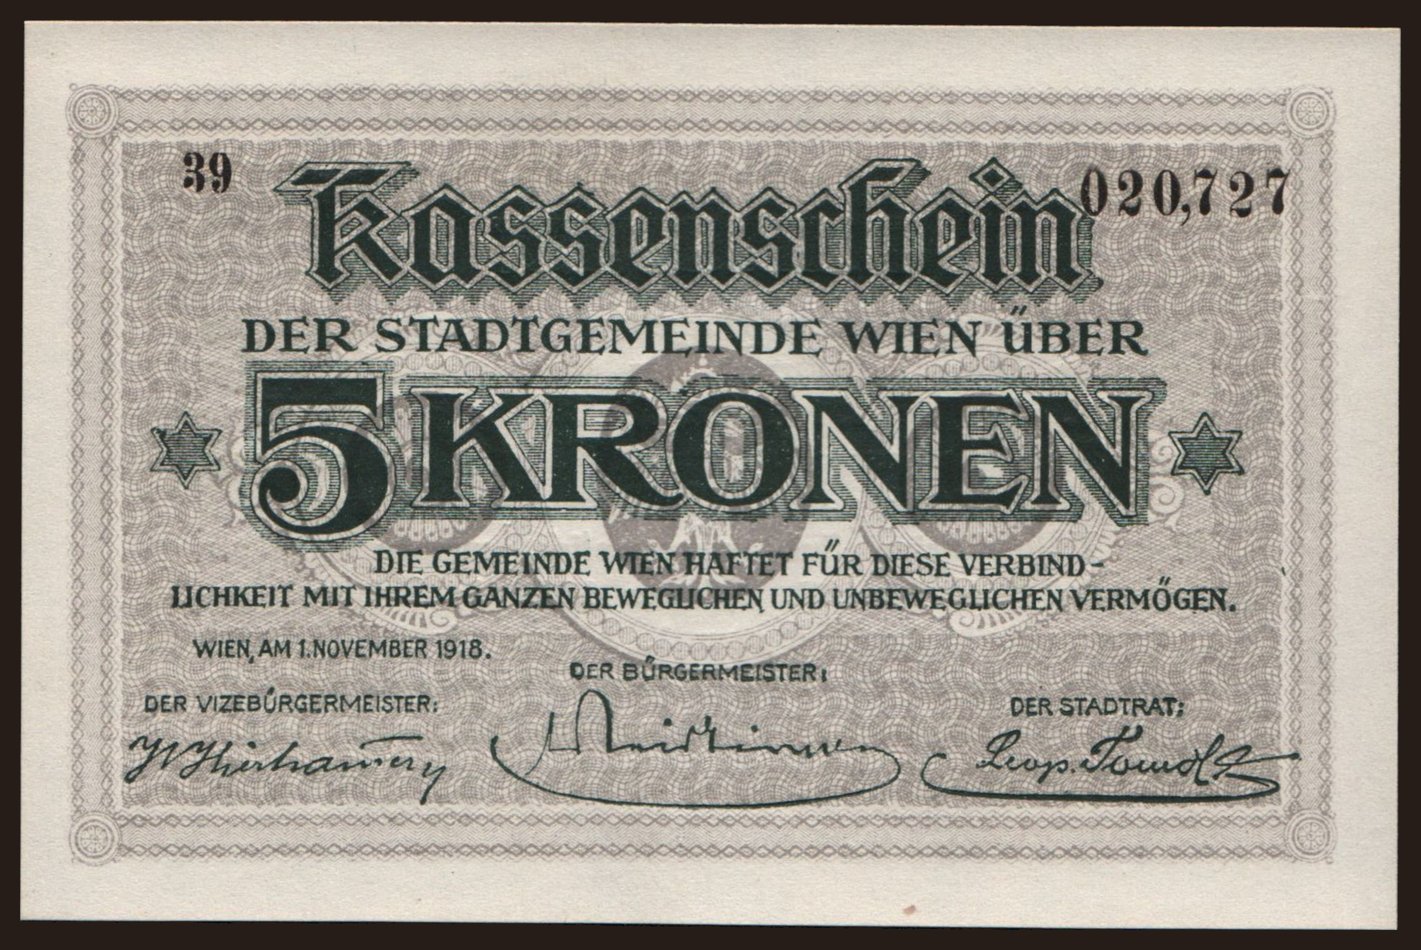 39
020,727
Kassenschein
DER STADTGEMEINDE WIEN ÜBER
5 KRONEN
DIE GEMEINDE WIEN HAFTET FÜR DIESE VERBIND-
LICHKEIT MIT IHREM GANZEN BEWEGLICHEN UND UNBEWEGLICHEN VERMÖGEN.
WIEN, AM 1. NOVEMBER 1918.
DER BÜRGERMEISTER:
DER VIZEBÜRGERMEISTER:
DER STADTRAT: